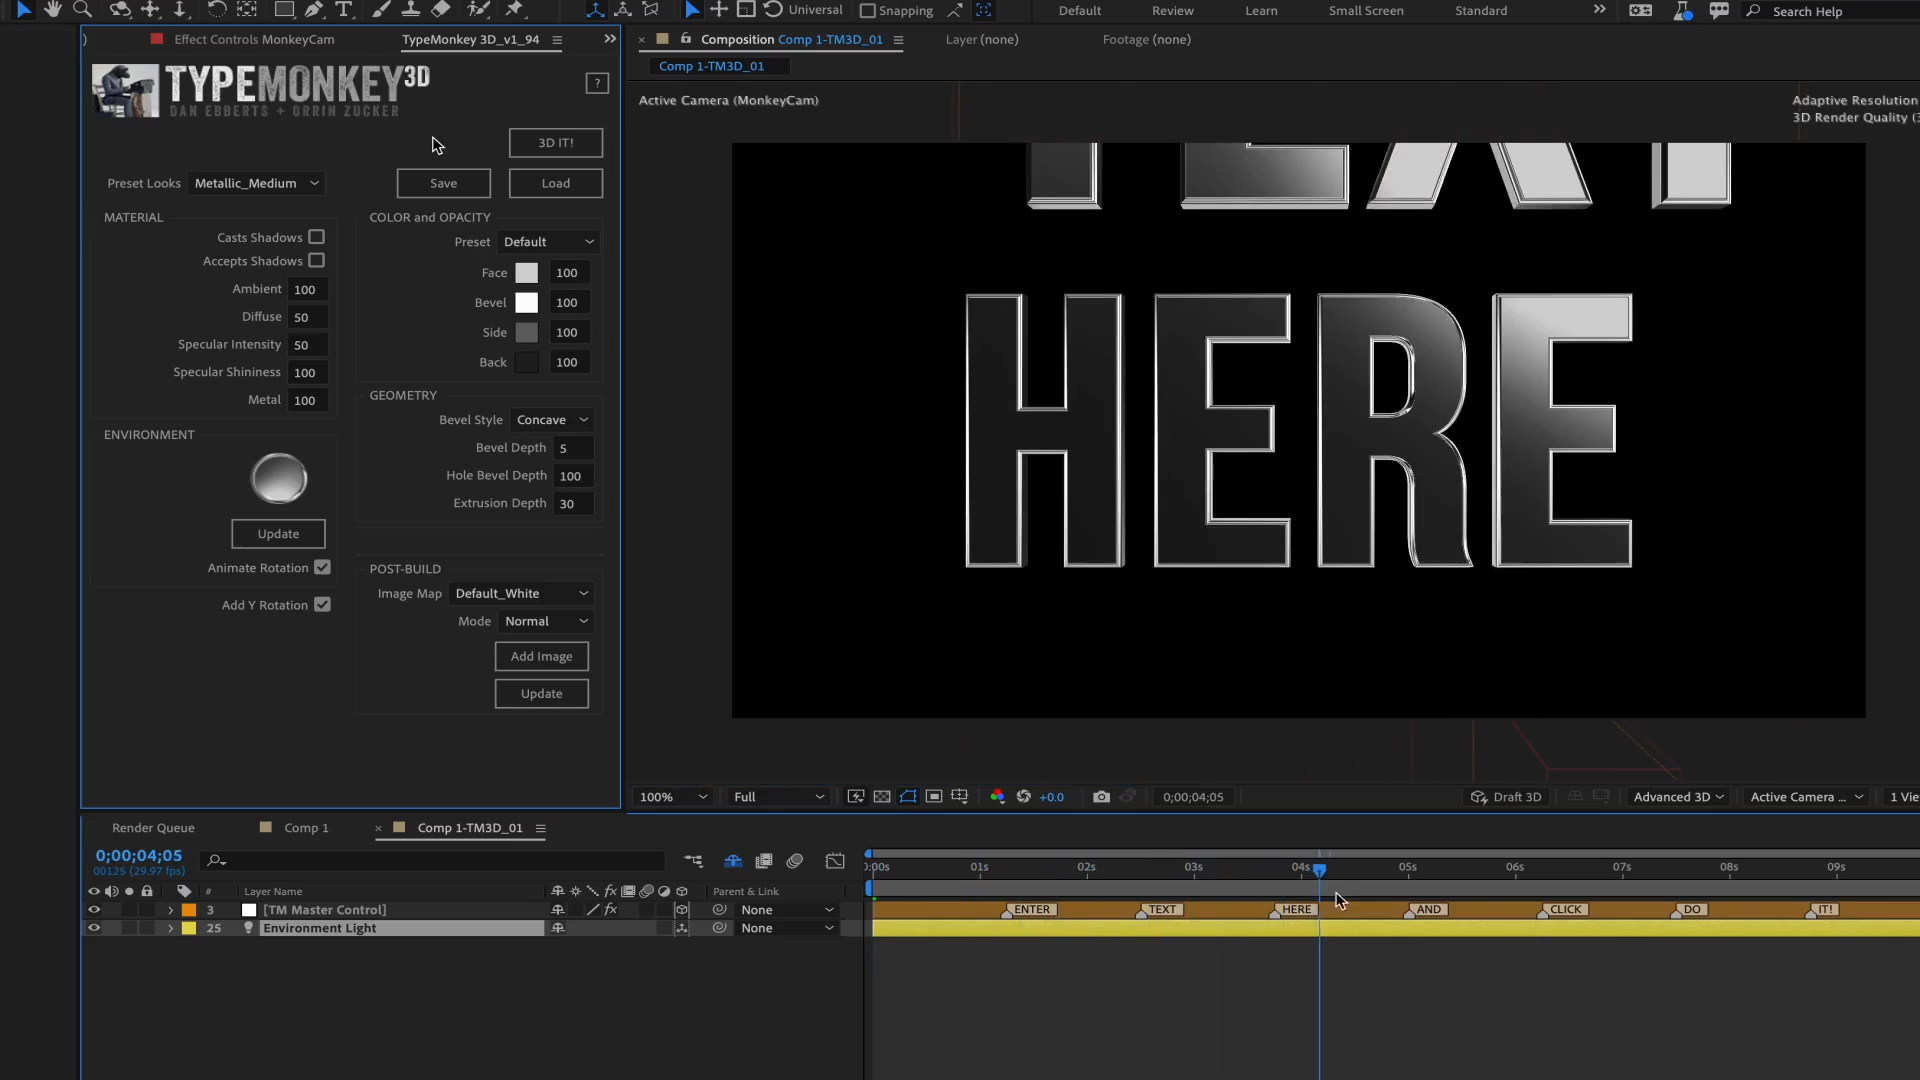 Universal
Snapping
Default
Review
Learn
Small Screen
Standard
Search Help
Effect Controls MonkeyCam
TypeMonkey 3D_v1_94
Composition Comp 1-TM3D_01
Layer (none)
Footage (none)
Comp 1-TM3D_01
TYPEMONKEY3D
DAN EBBERTS + ORRIN ZUCKER
?
Active Camera (MonkeyCam)
Adaptive Resolution
3D Render Quality (3
3D IT!
Preset Looks Metallic_Medium
Save
Load
MATERIAL
Casts Shadows
Accepts Shadows
Ambient 100
Diffuse 50
Specular Intensity 50
Specular Shininess 100
Metal 100
COLOR and OPACITY
Preset Default
Face 100
Bevel 100
Side 100
Back 100
GEOMETRY
Bevel Style Concave
Bevel Depth 5
Hole Bevel Depth 100
Extrusion Depth 30
ENVIRONMENT
Update
Animate Rotation
Add Y Rotation
POST-BUILD
Image Map Default_White
Mode Normal
Add Image
Update
TEXT
HERE
100%
Full
+0.0
0;00;04;05
Draft 3D
Advanced 3D
Active Camera ...
1 Vie
Render Queue
Comp 1
Comp 1-TM3D_01
0;00;04;05
00125 (29.97 fps)
# Layer Name
Parent & Link
3 [TM Master Control] None
25 Environment Light None
:00s 01s 02s 03s 04s 05s 06s 07s 08s 09s
ENTER TEXT HERE AND CLICK DO IT!